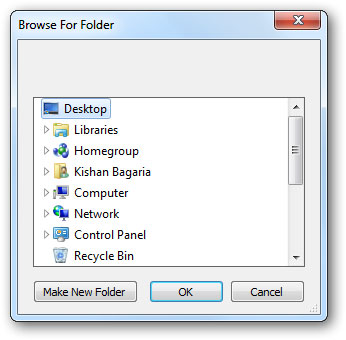 Browse For Folder
Desktop
Libraries
Homegroup
Kishan Bagaria
Computer
Network
Control Panel
Recycle Bin
Make New Folder
OK
Cancel